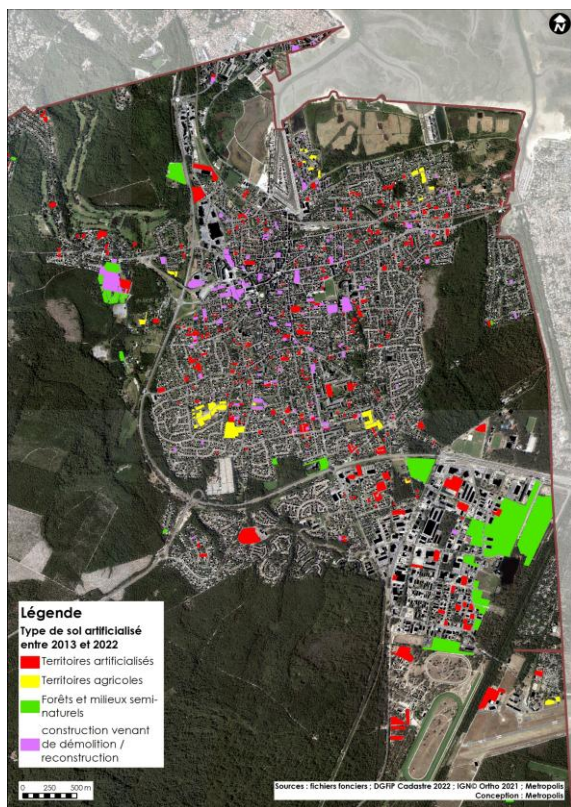 N
Légende
Type de sol artificialisé
entre 2013 et 2022
Territoires artificialisés
Territoires agricoles
Forêts et milieux semi-
naturels
construction venant
de démolition /
reconstruction
0 250 300 m
Sources : fichiers fonciers ; DGFiP Cadastre 2022 ; IGN© Ortho 2021 ; Metropolis
Conception : Metropolis